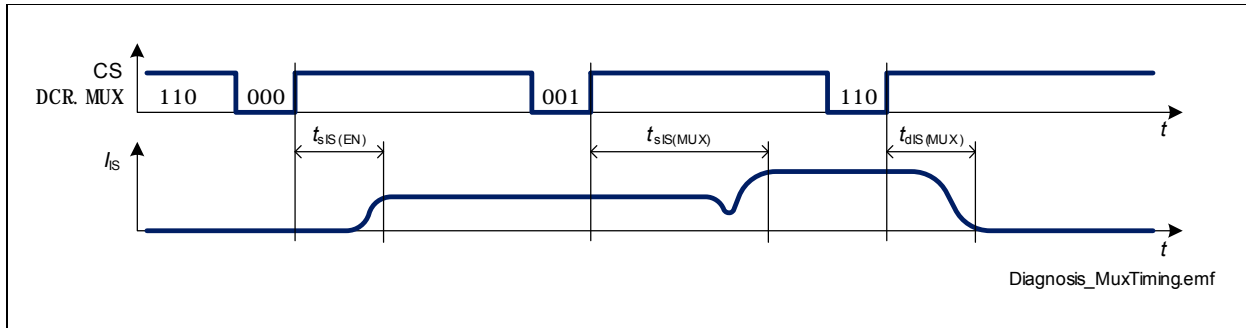 CS
DCR. MUX 110 000 001 110
t
tsIS(EN) tsIS(MUX) tdIS(MUX)
IIS
t
Diagnosis_MuxTiming.emf